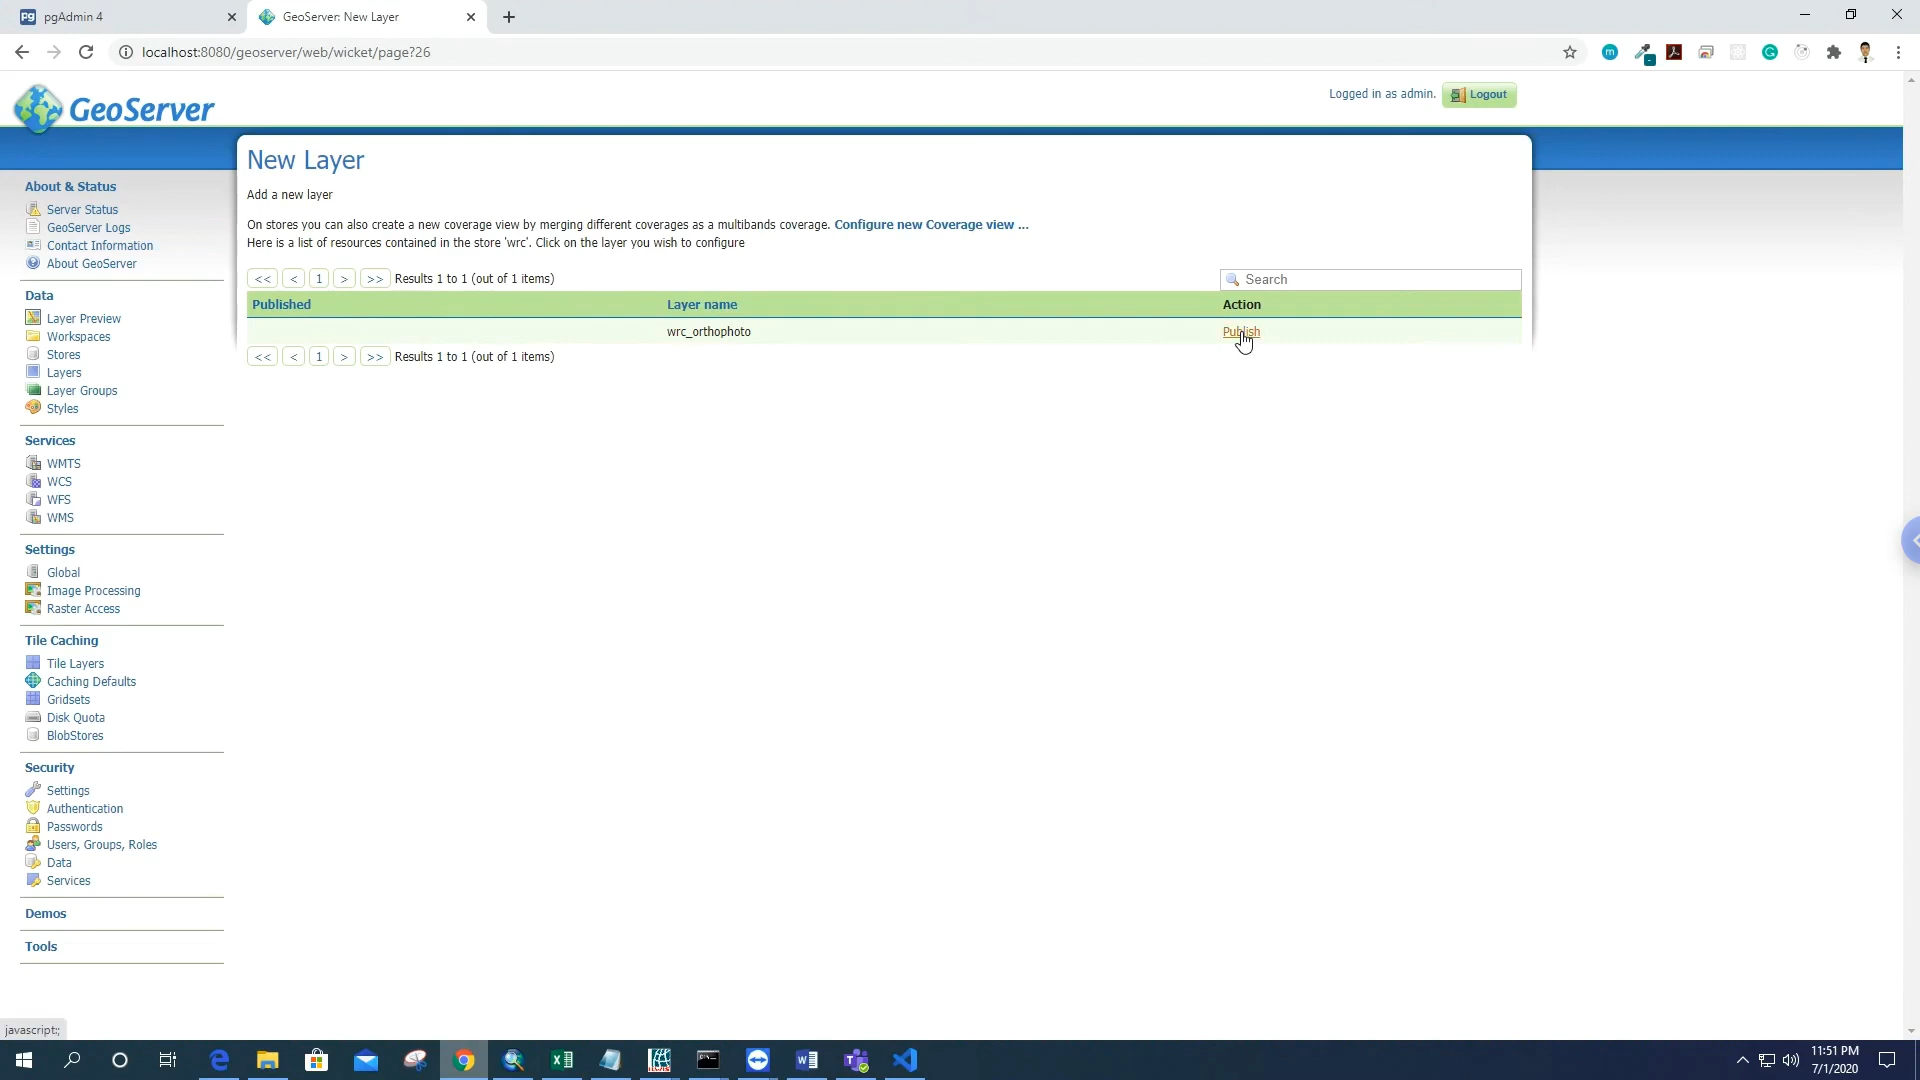 pgAdmin 4
GeoServer: New Layer
localhost:8080/geoserver/web/wicket/page?26
GeoServer
Logged in as admin.
Logout
New Layer
Add a new layer
On stores you can also create a new coverage view by merging different coverages as a multibands coverage. Configure new Coverage view ...
Here is a list of resources contained in the store 'wrc'. Click on the layer you wish to configure
<< < 1 > >> Results 1 to 1 (out of 1 items)
Search
Published Layer name Action
wrc_orthophoto Publish
<< < 1 > >> Results 1 to 1 (out of 1 items)
About & Status
Server Status
GeoServer Logs
Contact Information
About GeoServer
Data
Layer Preview
Workspaces
Stores
Layers
Layer Groups
Styles
Services
WMTS
WCS
WFS
WMS
Settings
Global
Image Processing
Raster Access
Tile Caching
Tile Layers
Caching Defaults
Gridsets
Disk Quota
BlobStores
Security
Settings
Authentication
Passwords
Users, Groups, Roles
Data
Services
Demos
Tools
javascript:;
11:51 PM
7/1/2020